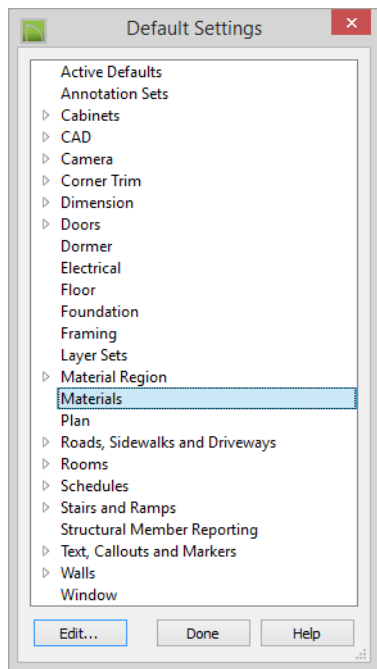 Default Settings
Active Defaults
Annotation Sets
Cabinets
CAD
Camera
Corner Trim
Dimension
Doors
Dormer
Electrical
Floor
Foundation
Framing
Layer Sets
Material Region
Materials
Plan
Roads, Sidewalks and Driveways
Rooms
Schedules
Stairs and Ramps
Structural Member Reporting
Text, Callouts and Markers
Walls
Window
Edit... Done Help